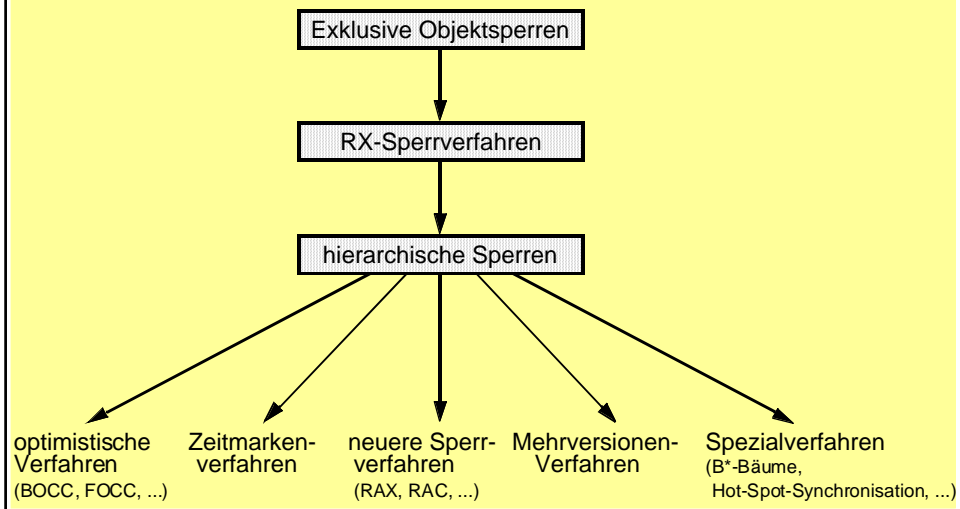 Exklusive Objektsperren
RX-Sperrverfahren
hierarchische Sperren
optimistische
Verfahren
(BOCC, FOCC, ...)
Zeitmarken-
verfahren
neuere Sperr-
verfahren
(RAX, RAC, ...)
Mehrversionen-
Verfahren
Spezialverfahren
(B*-Bäume,
Hot-Spot-Synchronisation, ...)